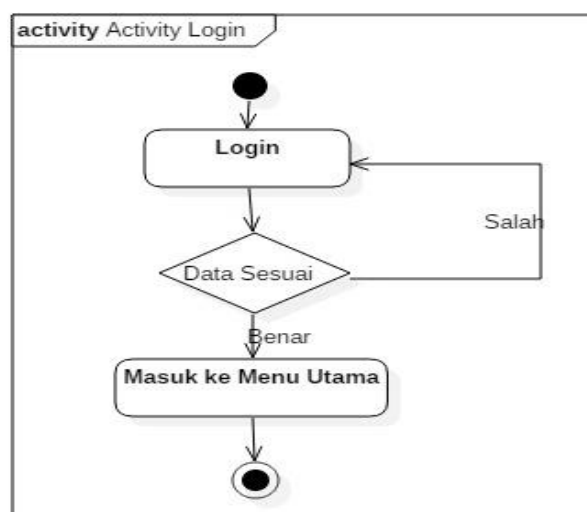 activity Activity Login
Login
Salah
Data Sesuai
Benar
Masuk ke Menu Utama